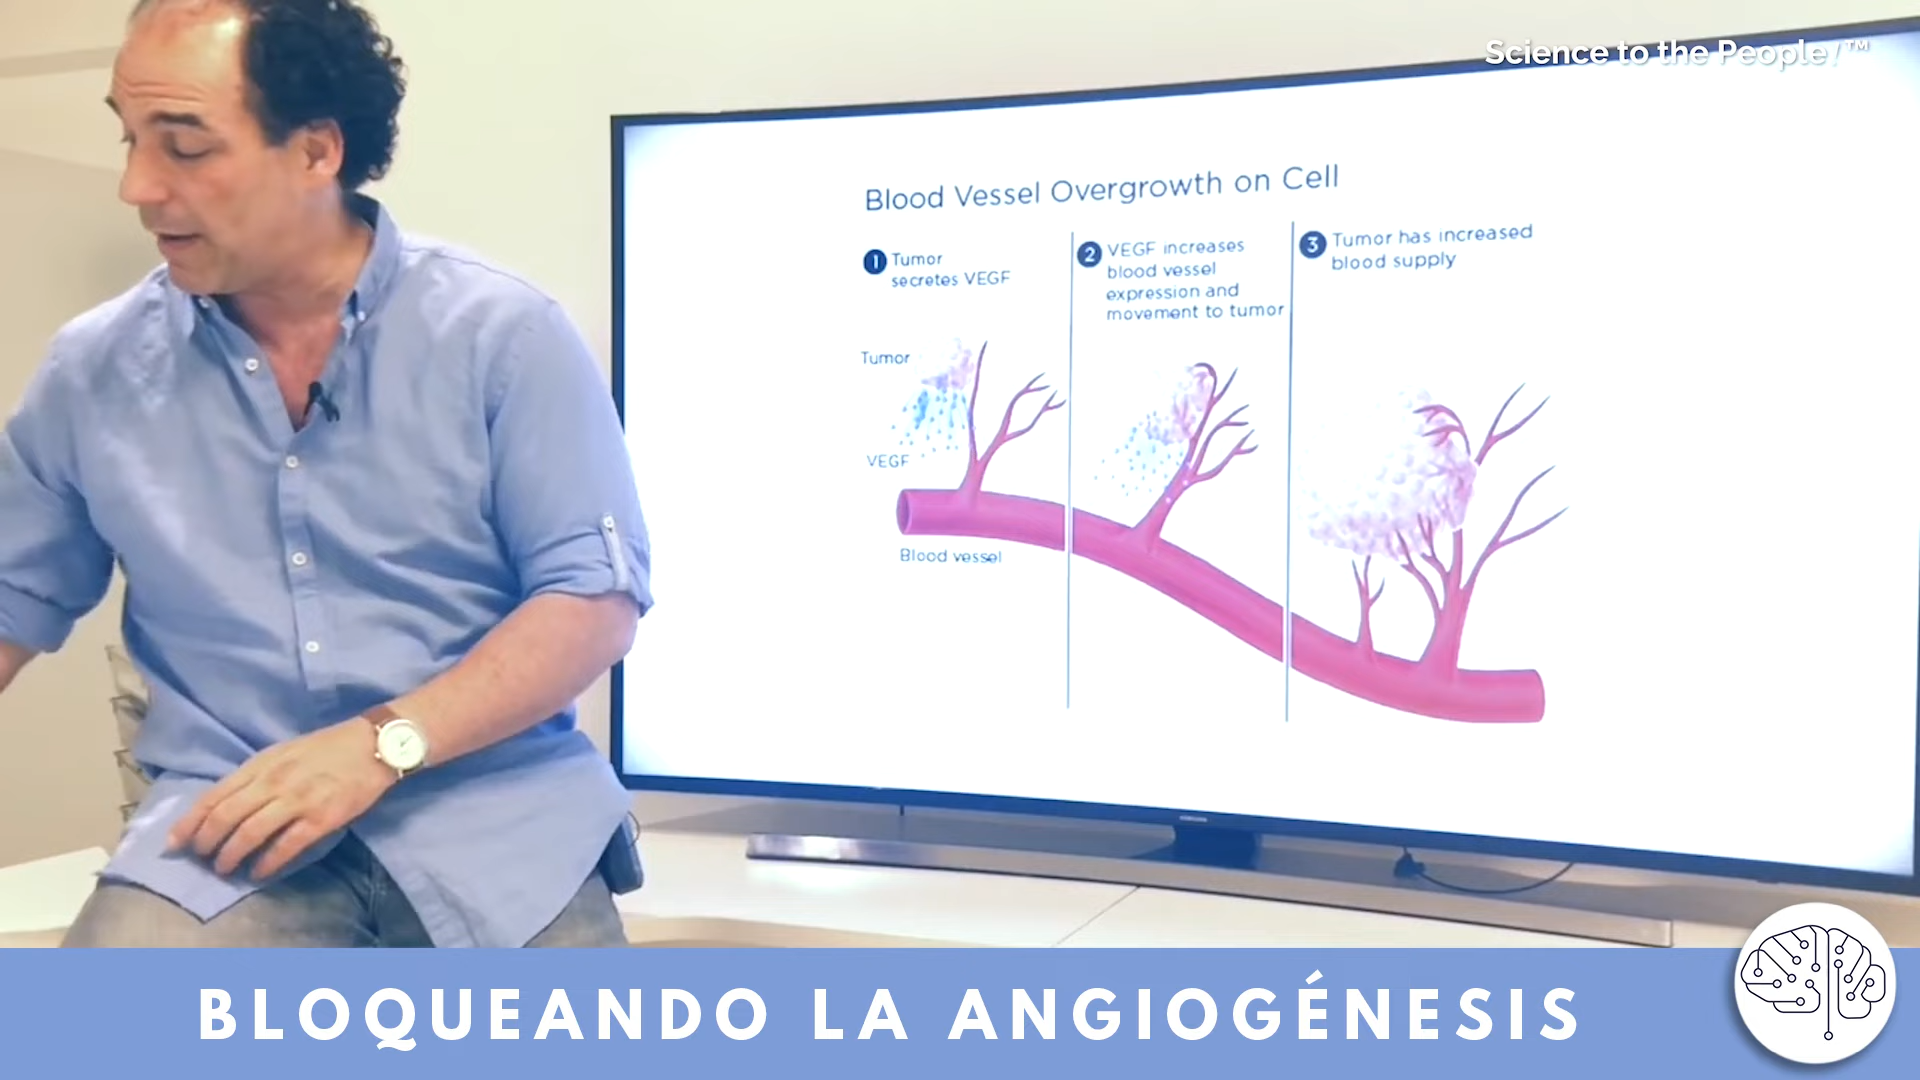 Science to the People!™
Blood Vessel Overgrowth on Cell
1 Tumor
secretes VEGF
2 VEGF increases
blood vessel
expression and
movement to tumor
3 Tumor has increased
blood supply
Tumor
VEGF
Blood vessel
SAMSUNG
BLOQUEANDO LA ANGIOGÉNESIS